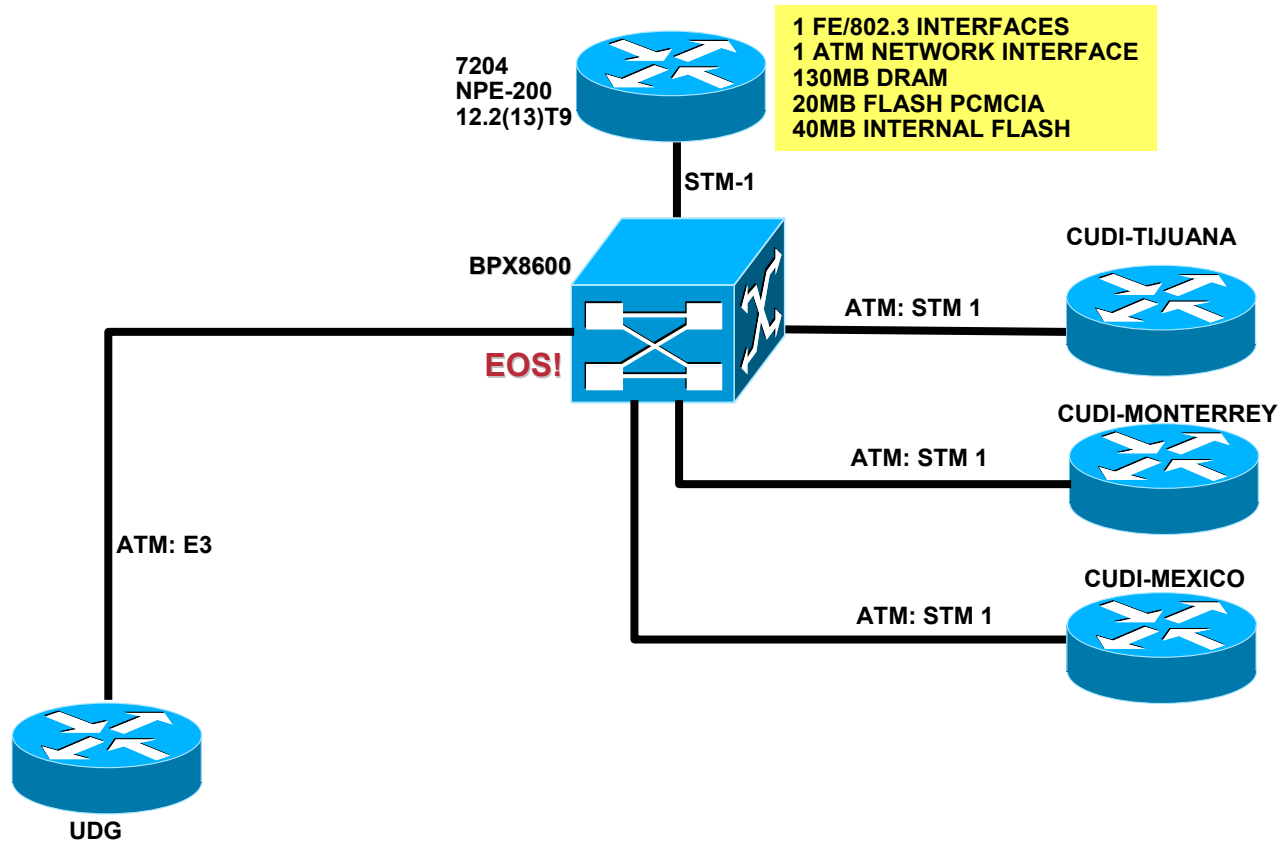 1 FE/802.3 INTERFACES
1 ATM NETWORK INTERFACE
130MB DRAM
20MB FLASH PCMCIA
40MB INTERNAL FLASH
7204
NPE-200
12.2(13)T9
STM-1
CUDI-TIJUANA
BPX8600
ATM: STM 1
EOS!
CUDI-MONTERREY
ATM: STM 1
ATM: E3
CUDI-MEXICO
ATM: STM 1
UDG